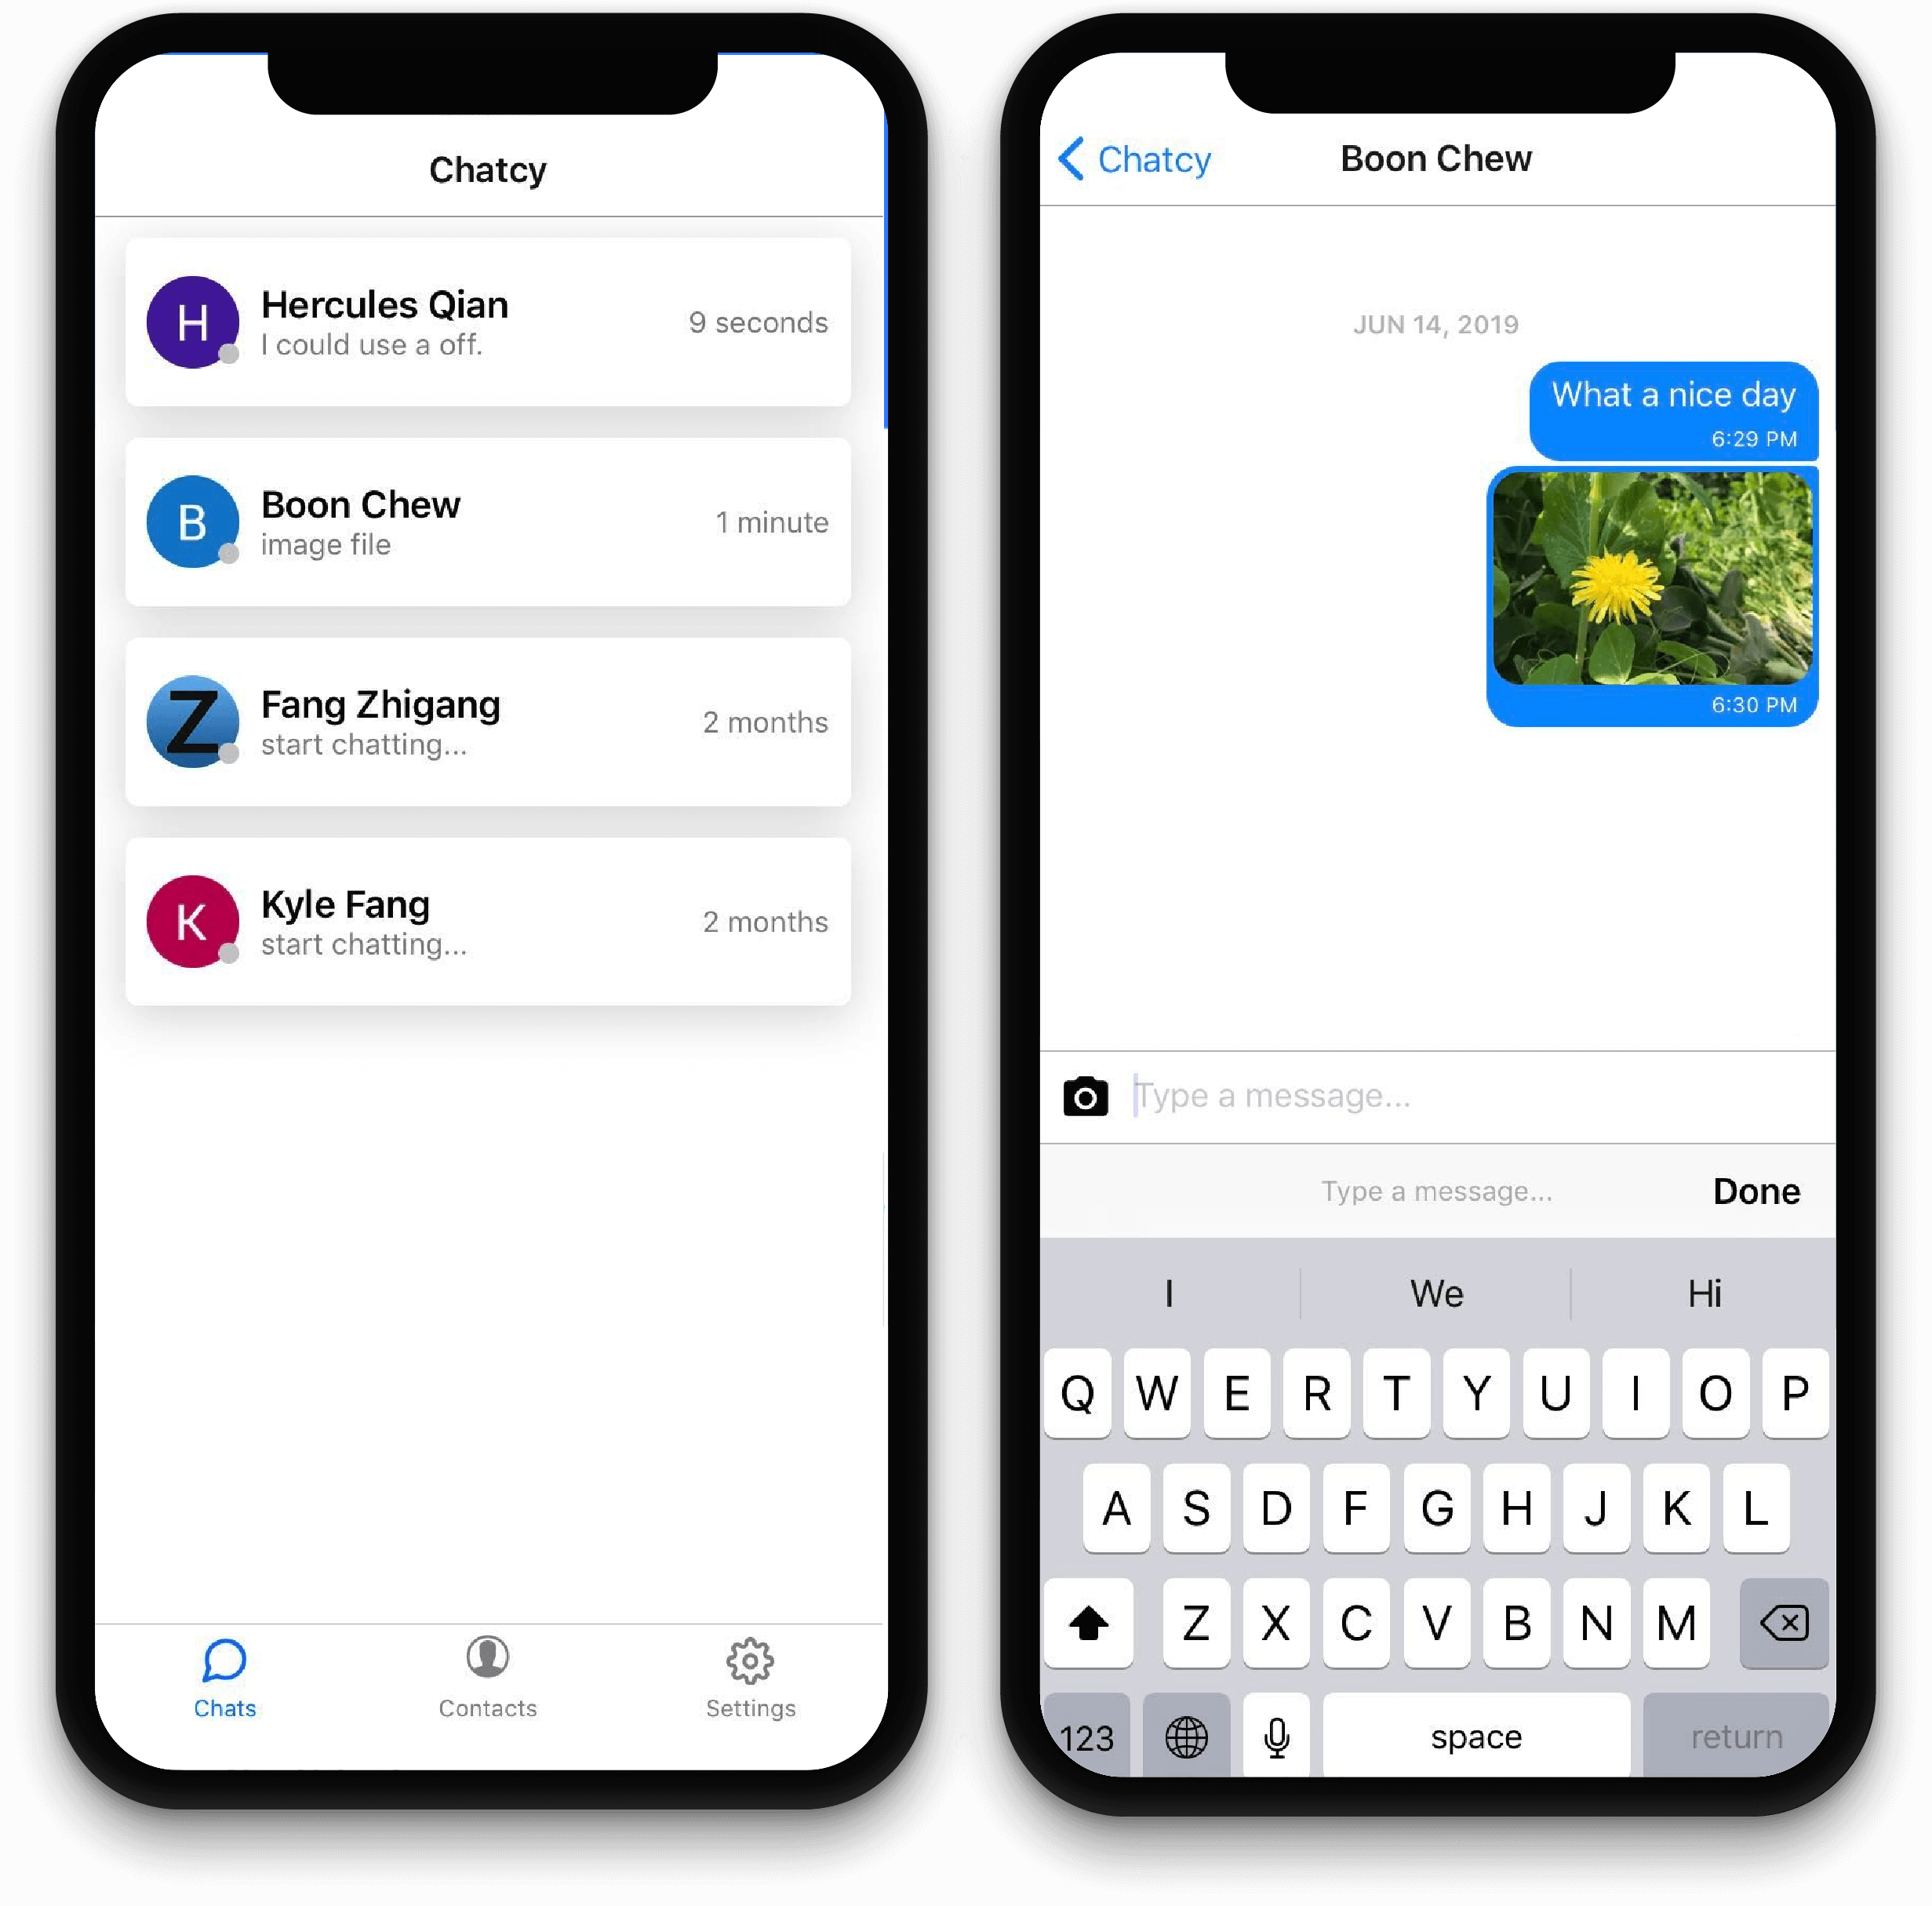 Chatcy
H
Hercules Qian
I could use a off.
9 seconds
B
Boon Chew
image file
1 minute
Z
Fang Zhigang
start chatting...
2 months
K
Kyle Fang
start chatting...
2 months
Chats
Contacts
Settings
Chatcy
Boon Chew
JUN 14, 2019
What a nice day
6:29 PM
6:30 PM
Type a message...
Type a message...
Done
I We Hi
Q W E R T Y U I O P
A S D F G H J K L
Z X C V B N M
123 space return